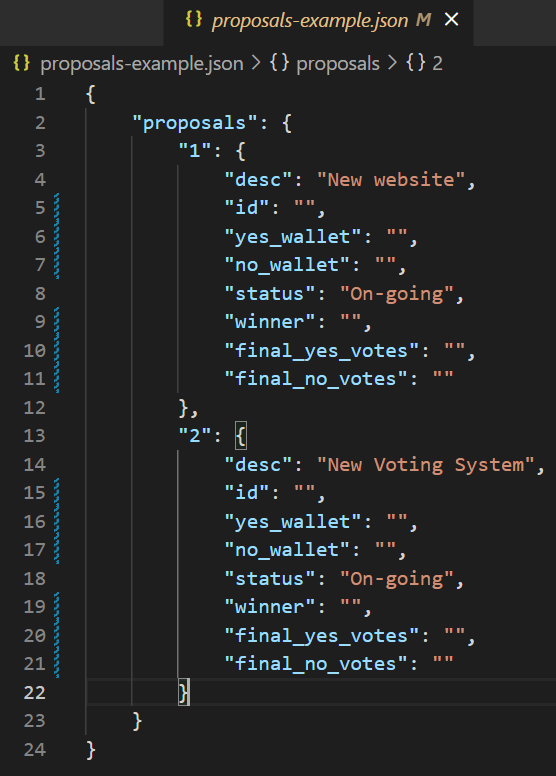 {} proposals-example.json M ×
{} proposals-example.json > {} proposals > {} 2
1 {
2     "proposals": {
3         "1": {
4             "desc": "New website",
5             "id": "",
6             "yes_wallet": "",
7             "no_wallet": "",
8             "status": "On-going",
9             "winner": "",
10             "final_yes_votes": "",
11             "final_no_votes": ""
12         },
13         "2": {
14             "desc": "New Voting System",
15             "id": "",
16             "yes_wallet": "",
17             "no_wallet": "",
18             "status": "On-going",
19             "winner": "",
20             "final_yes_votes": "",
21             "final_no_votes": ""
22         }
23     }
24 }